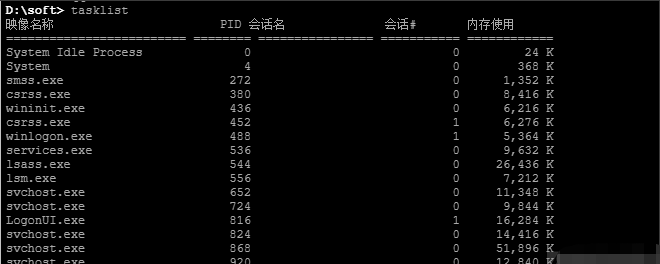 D:\soft> tasklist
映像名称 PID 会话名 会话# 内存使用
========================= ======== ================ =========== ============
System Idle Process 0 0 24 K
System 4 0 368 K
smss.exe 272 0 1,352 K
csrss.exe 380 0 8,416 K
wininit.exe 436 0 6,216 K
csrss.exe 452 1 6,276 K
winlogon.exe 488 1 5,364 K
services.exe 536 0 9,632 K
lsass.exe 544 0 26,436 K
lsm.exe 556 0 7,212 K
svchost.exe 652 0 11,348 K
svchost.exe 724 0 9,844 K
LogonUI.exe 816 1 16,284 K
svchost.exe 824 0 14,416 K
svchost.exe 868 0 51,896 K
svchost.exe 920 0 12,840 K